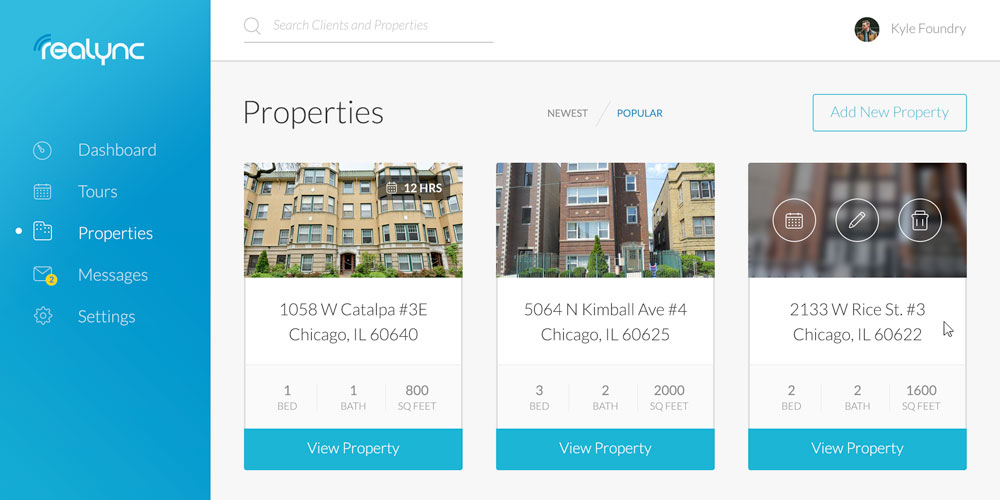 realync
Search Clients and Properties
Kyle Foundry
Dashboard
Tours
Properties
Messages
2
Settings
Properties
NEWEST
POPULAR
Add New Property
12 HRS
1058 W Catalpa #3E
Chicago, IL 60640
1 1 800
BED BATH SQ FEET
View Property
5064 N Kimball Ave #4
Chicago, IL 60625
3 2 2000
BED BATH SQ FEET
View Property
2133 W Rice St. #3
Chicago, IL 60622
2 2 1600
BED BATH SQ FEET
View Property